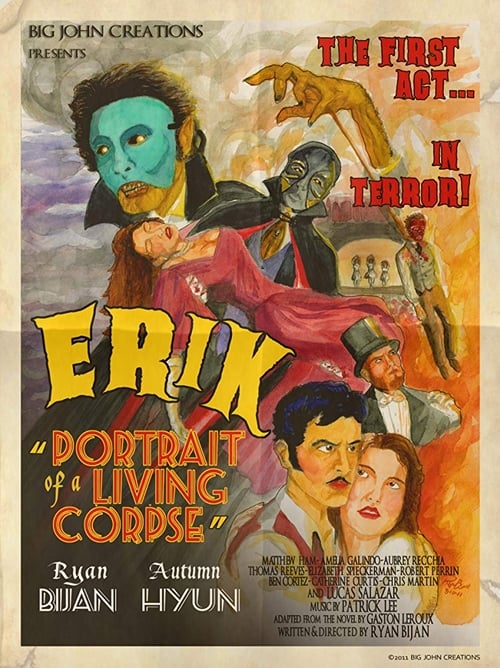 BIG JOHN CREATIONS
PRESENTS
THE FIRST
ACT...
IN
TERROR!
ERIK
"PORTRAIT
of a LIVING
CORPSE"
Ryan Autumn
BIJAN HYUN
MATTHEW HAM-AMELIA GALINDO-AUBREY RECCHIA
THOMAS REEVES-ELIZABETH SPECKERMAN-ROBERT PERRIN
BEN CORTEZ-CATHERINE CURTIS-CHRIS MARTIN
AND LUCAS SALAZAR
MUSIC BY PATRICK LEE
ADAPTED FROM THE NOVEL BY GASTON LEROUX
WRITTEN & DIRECTED BY RYAN BIJAN
©2011 BIG JOHN CREATIONS